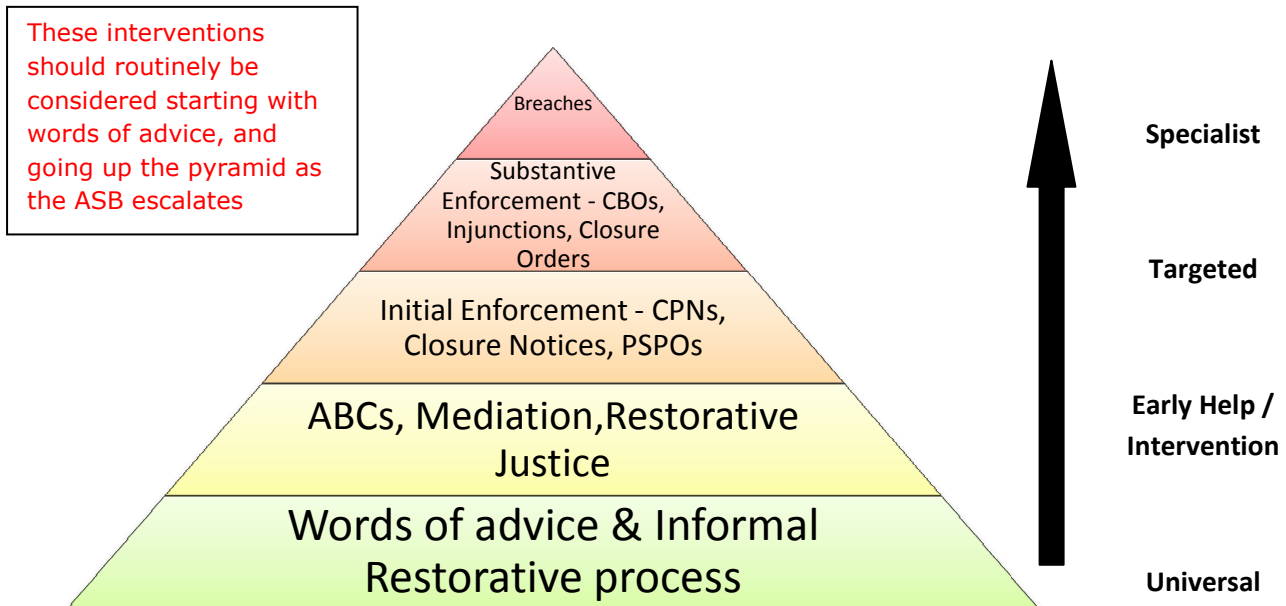 These interventions
should routinely be
considered starting with
words of advice, and
going up the pyramid as
the ASB escalates
Breaches
Substantive
Enforcement - CBOs,
Injunctions, Closure
Orders
Initial Enforcement - CPNs,
Closure Notices, PSPOs
ABCs, Mediation,Restorative
Justice
Words of advice & Informal
Restorative process
Specialist
Targeted
Early Help /
Intervention
Universal